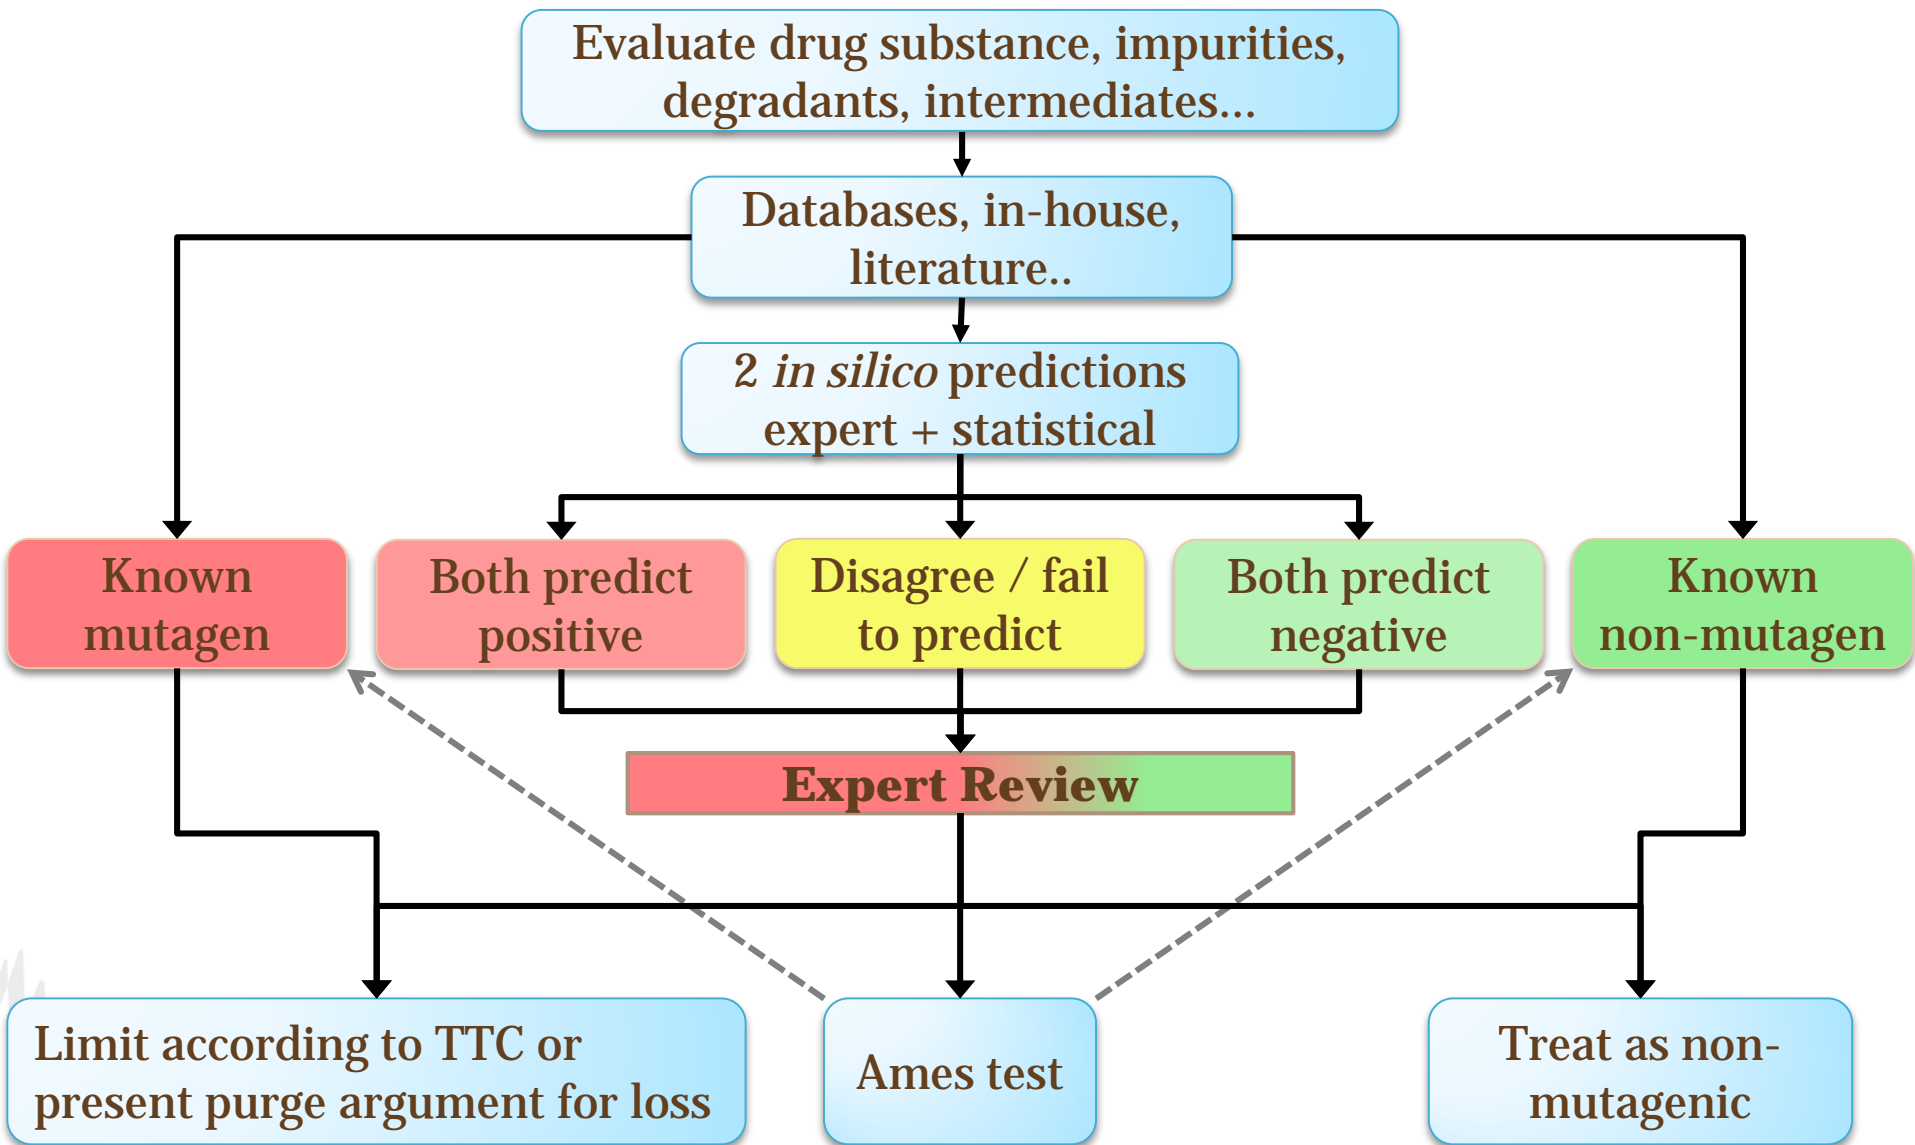 Evaluate drug substance, impurities,
degradants, intermediates...
Databases, in-house,
literature..
2 in silico predictions
expert + statistical
Known
mutagen
Both predict
positive
Disagree / fail
to predict
Both predict
negative
Known
non-mutagen
Expert Review
Limit according to TTC or
present purge argument for loss
Ames test
Treat as non-
mutagenic